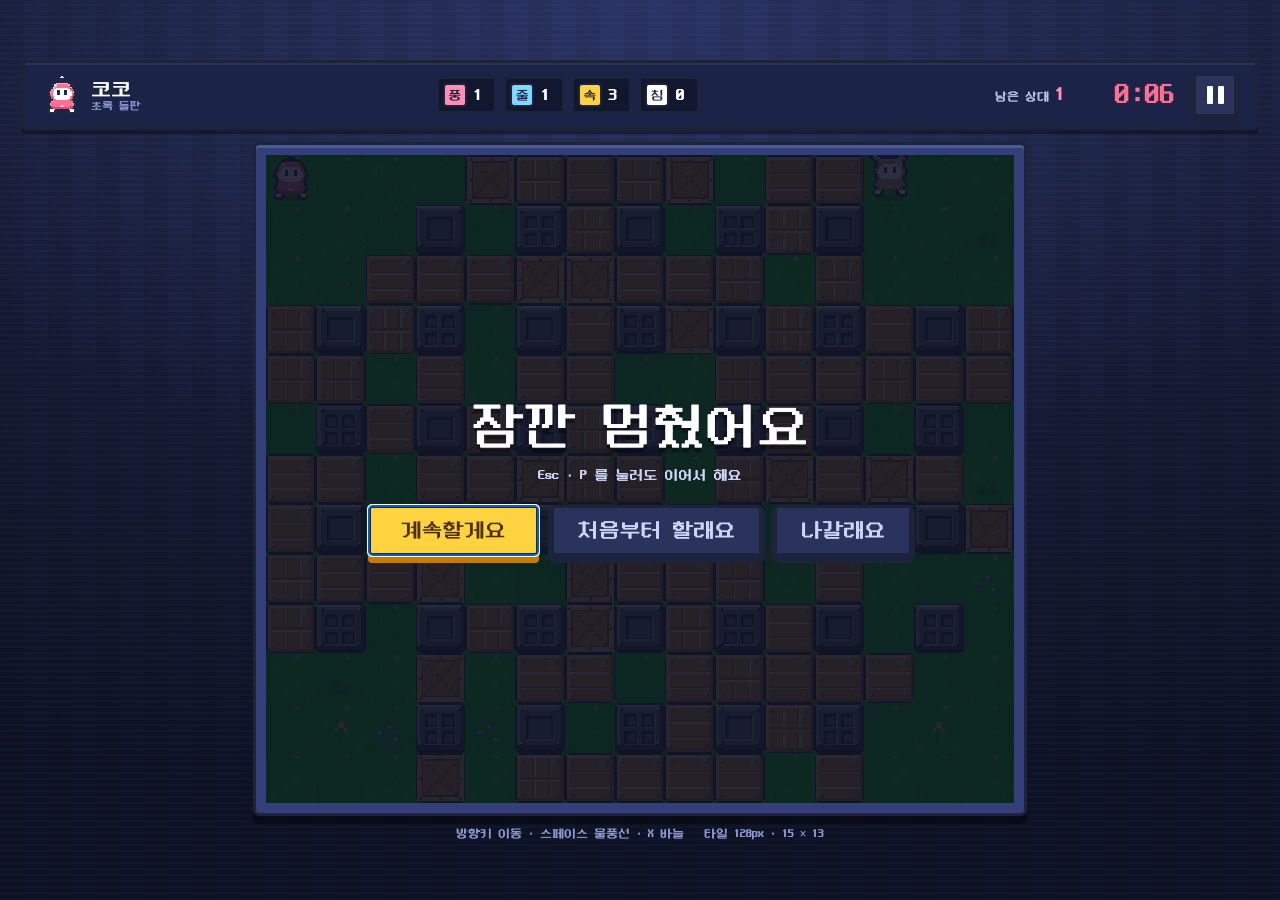 코코
초록 들판
풍 1 줄 1 속 3 침 0
남은 상대 1
0:06
잠깐 멈췄어요
Esc · P 를 눌러도 이어서 해요
계속할게요
처음부터 할래요
나갈래요
방향키 이동 · 스페이스 물풍선 · X 바늘 타일 128px · 15 × 13